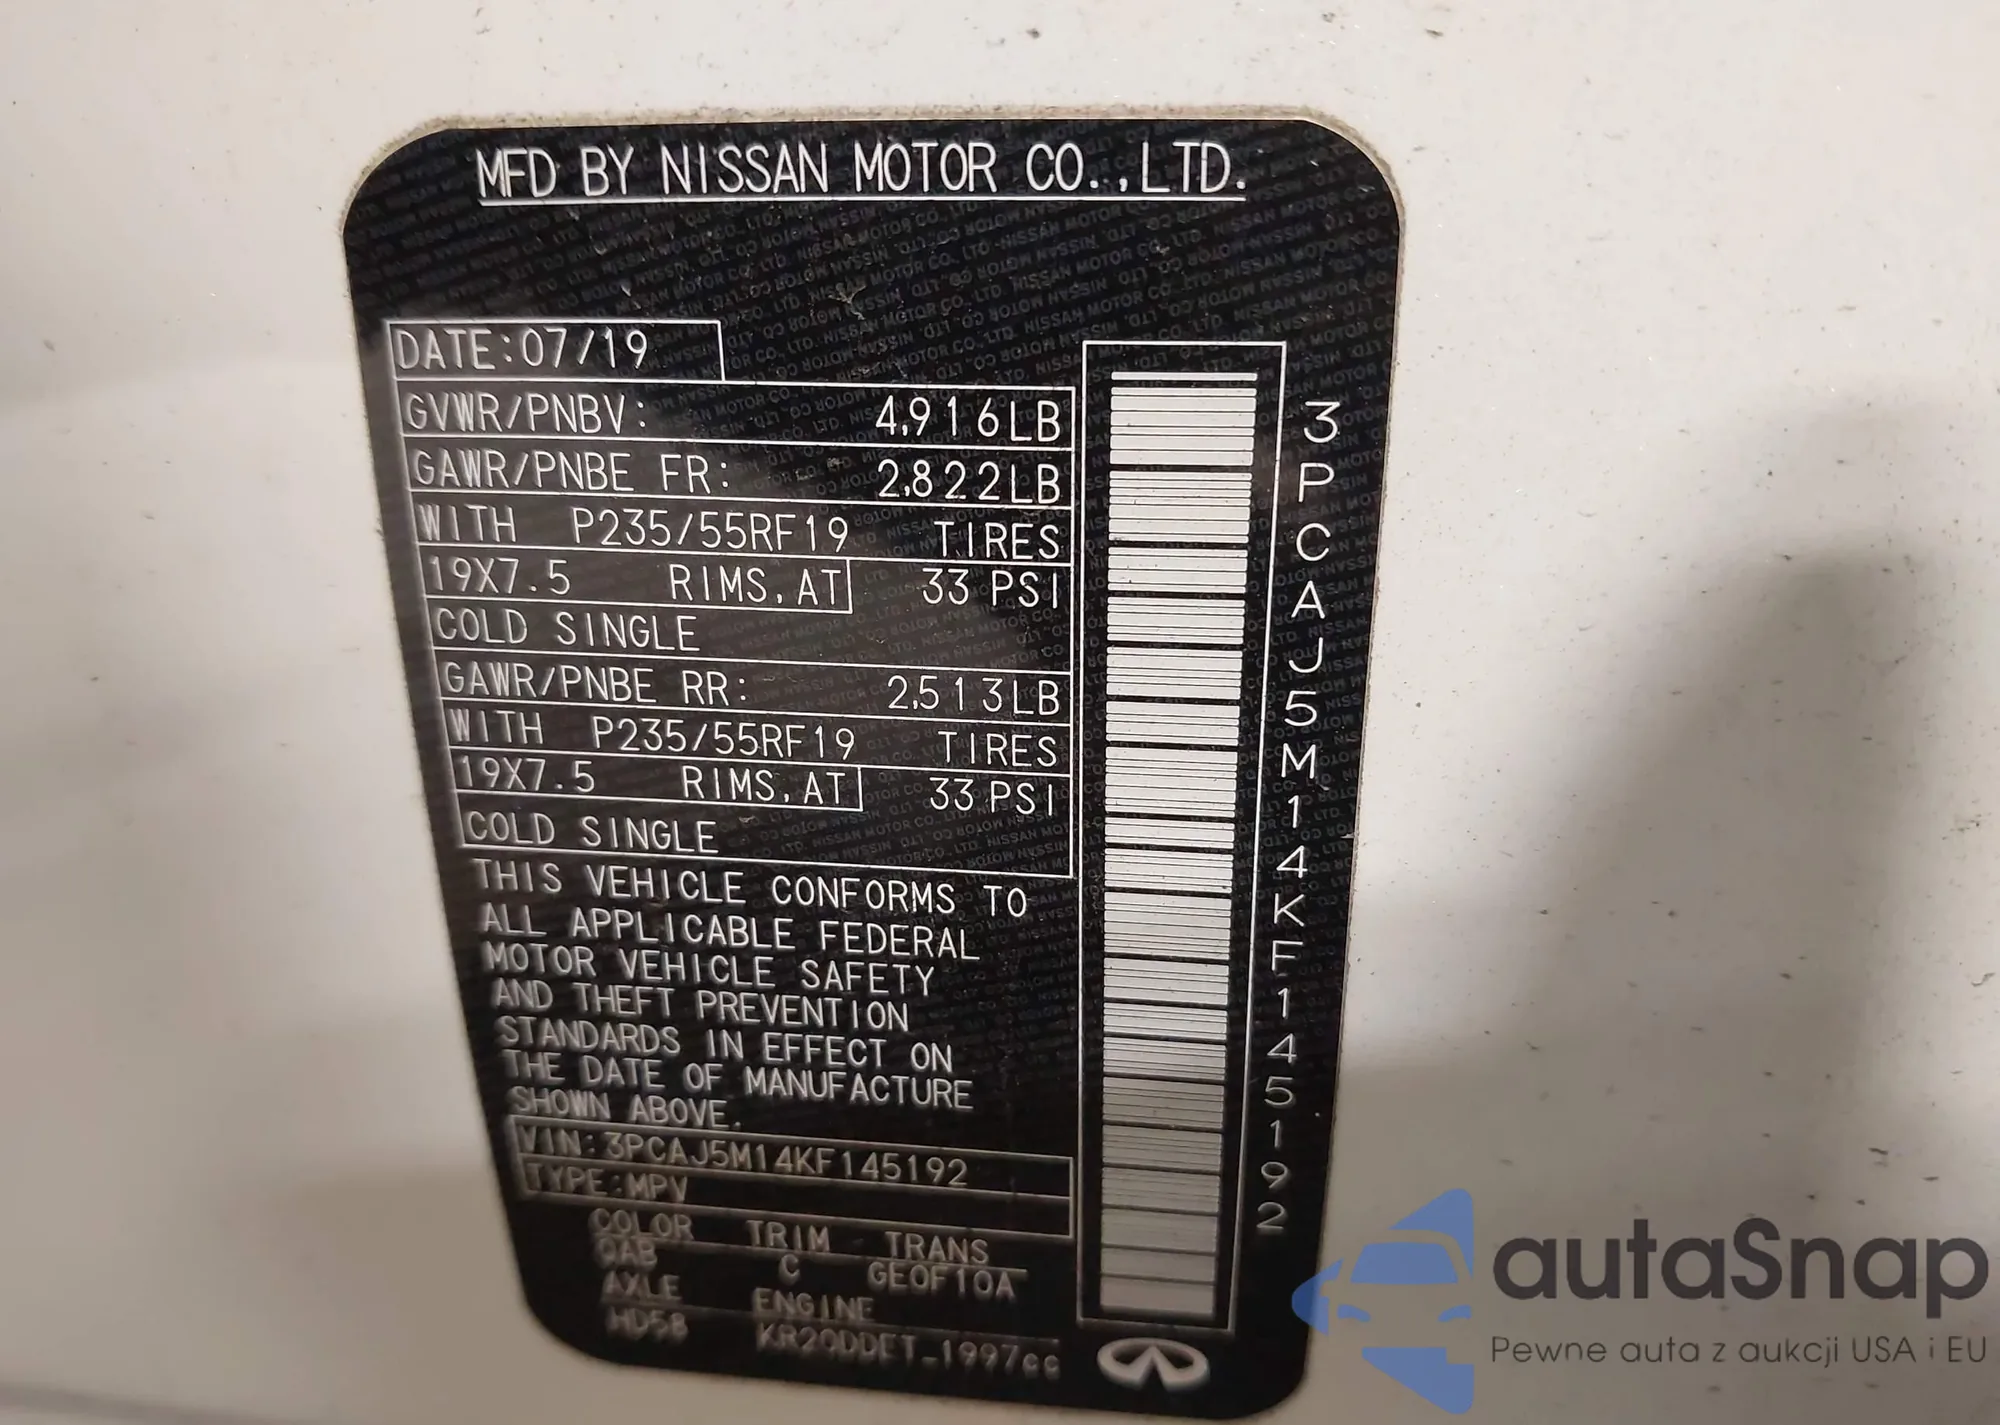 MFD BY NISSAN MOTOR CO.,LTD.
DATE:07/19
GVWR/PNBV: 4,916LB
GAWR/PNBE FR: 2,822LB
WITH P235/55RF19 TIRES
19X7.5 RIMS,AT 33 PSI
COLD SINGLE
GAWR/PNBE RR: 2,513LB
WITH P235/55RF19 TIRES
19X7.5 RIMS,AT 33 PSI
COLD SINGLE
THIS VEHICLE CONFORMS TO
ALL APPLICABLE FEDERAL
MOTOR VEHICLE SAFETY
AND THEFT PREVENTION
STANDARDS IN EFFECT ON
THE DATE OF MANUFACTURE
SHOWN ABOVE.
VIN:3PCAJ5M14KF145192
TYPE:MPV
COLOR TRIM TRANS
QAB C GE0F10A
AXLE ENGINE
HD58 KR20DDET_1997cc
3PCAJ5M14KF145192
autaSnap
Pewne auta z aukcji USA i EU